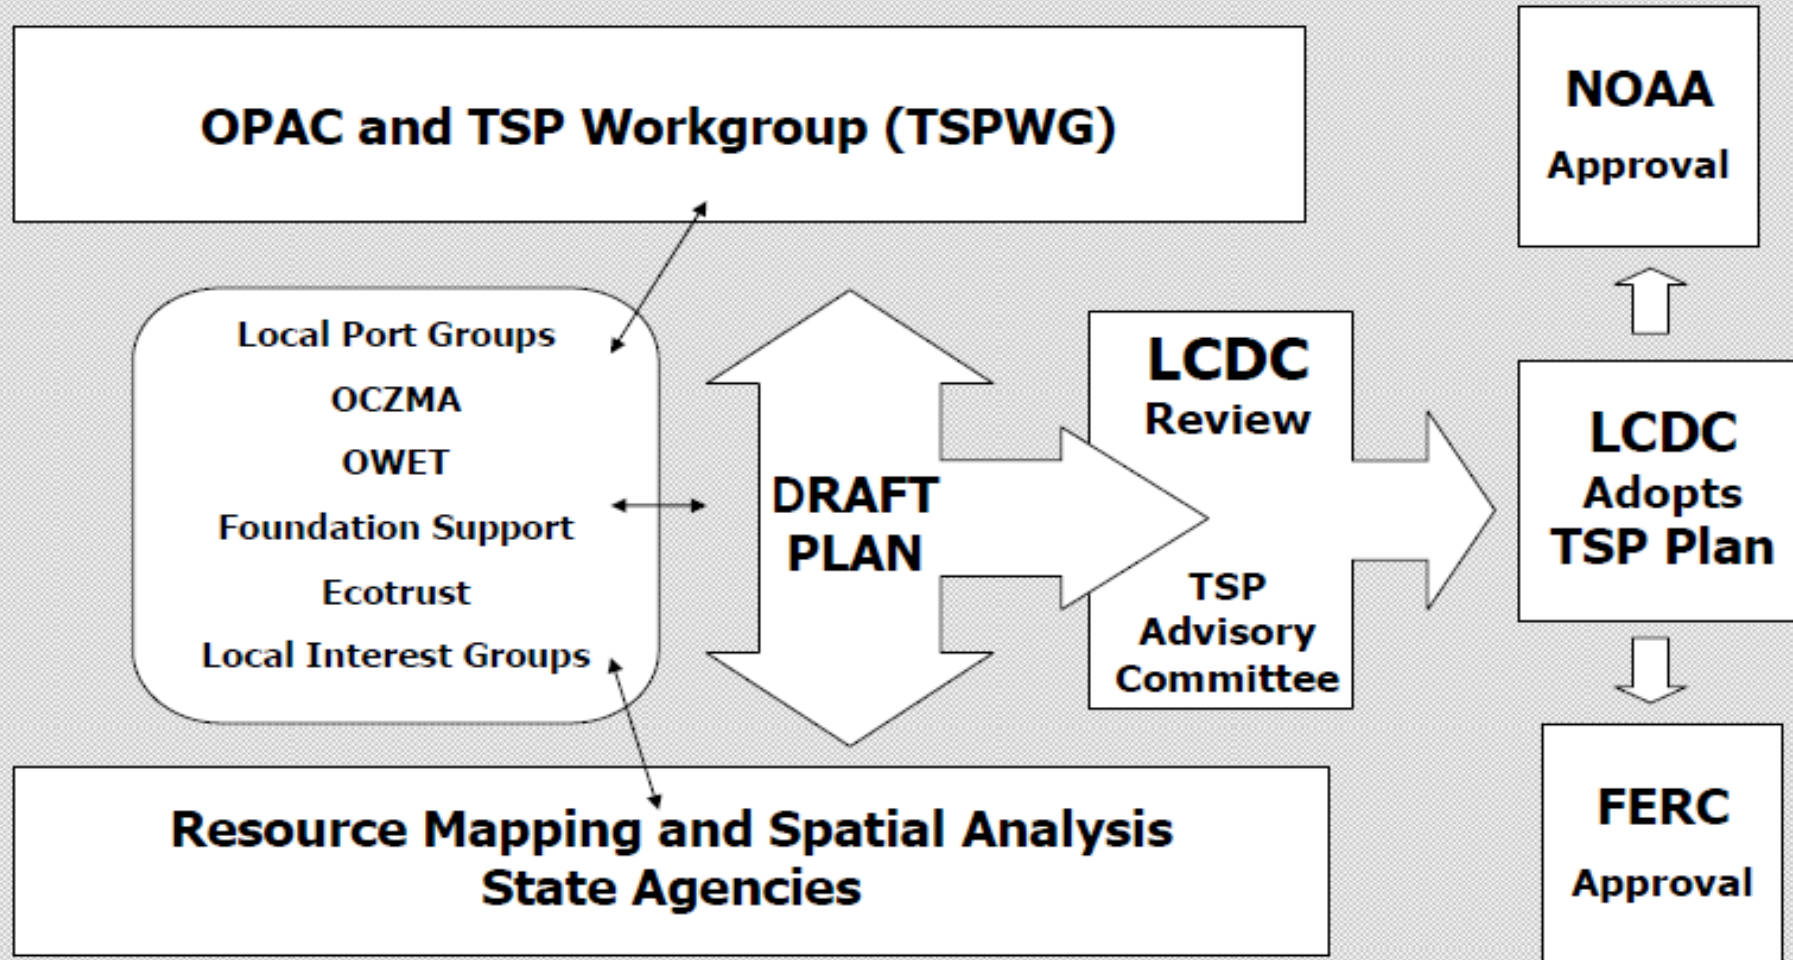 OPAC and TSP Workgroup (TSPWG)
Local Port Groups
OCZMA
OWET
Foundation Support
Ecotrust
Local Interest Groups
DRAFT
PLAN
LCDC
Review
TSP
Advisory
Committee
NOAA
Approval
LCDC
Adopts
TSP Plan
FERC
Approval
Resource Mapping and Spatial Analysis
State Agencies